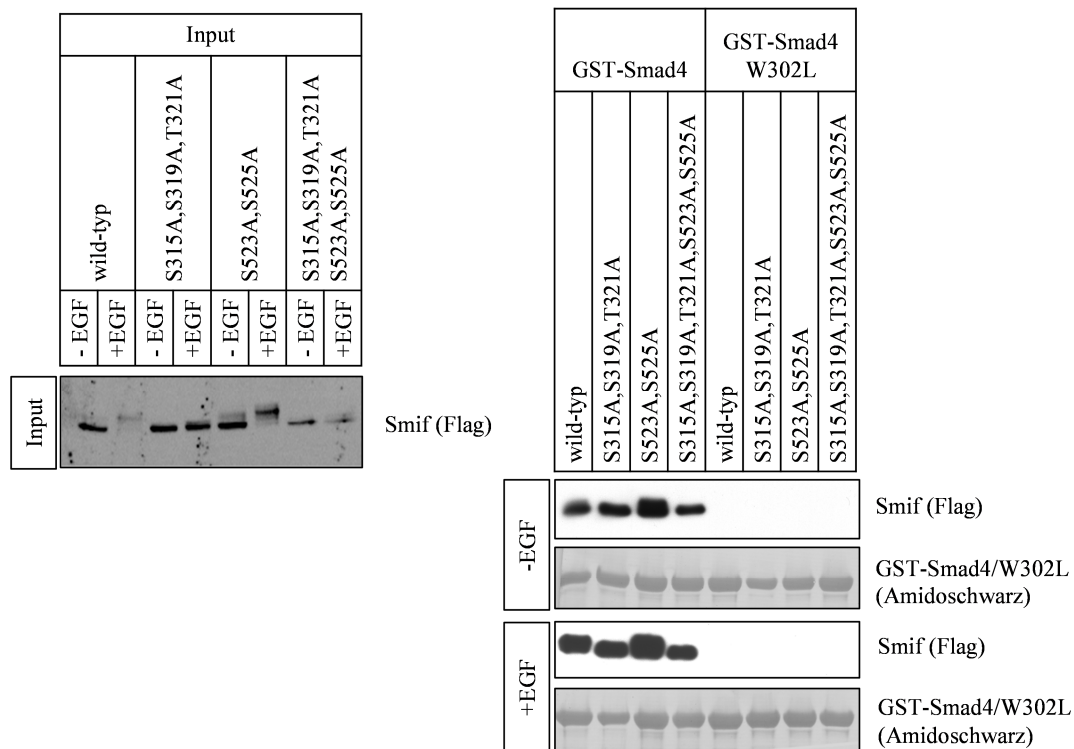 Input
wild-typ
S315A,S319A,T321A
S523A,S525A
S315A,S319A,T321A
S523A,S525A
- EGF
+EGF
- EGF
+EGF
- EGF
+EGF
- EGF
+EGF
Input
Smif (Flag)
GST-Smad4
GST-Smad4
W302L
wild-typ
S315A,S319A,T321A
S523A,S525A
S315A,S319A,T321A,S523A,S525A
wild-typ
S315A,S319A,T321A
S523A,S525A
S315A,S319A,T321A,S523A,S525A
-EGF
Smif (Flag)
GST-Smad4/W302L
(Amidoschwarz)
+EGF
Smif (Flag)
GST-Smad4/W302L
(Amidoschwarz)